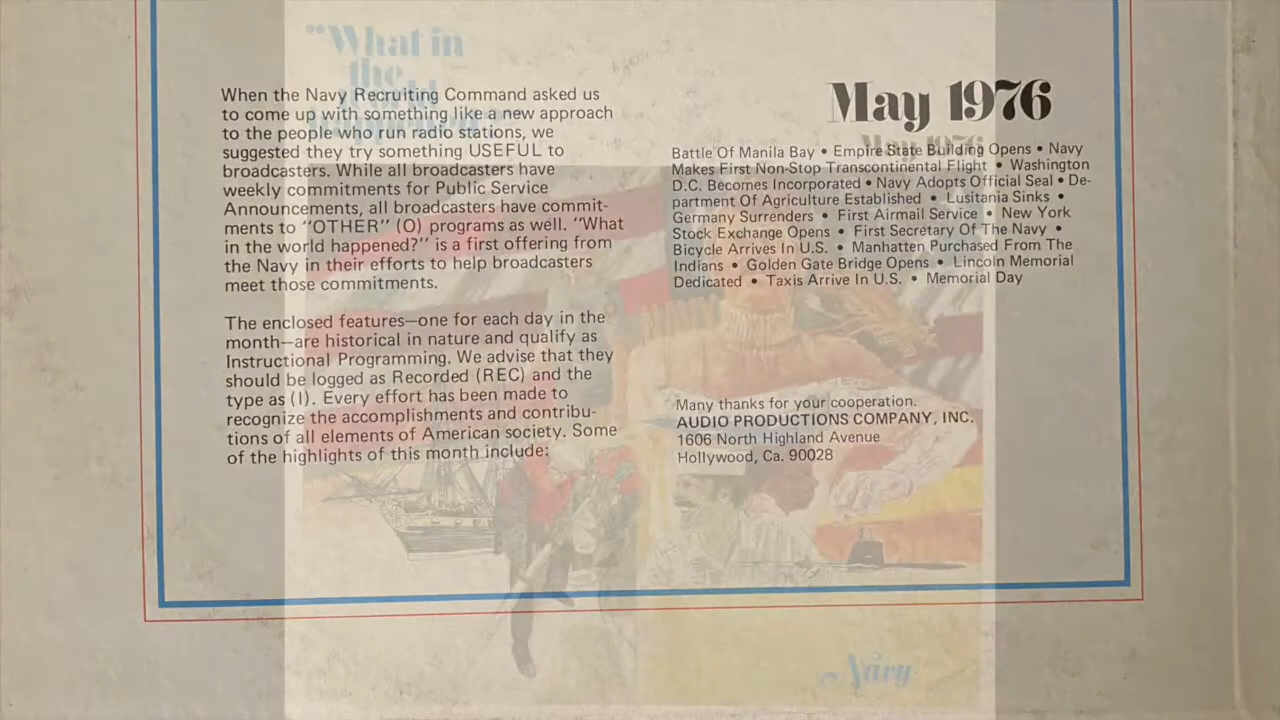 "What in
the
When the Navy Recruiting Command asked us
to come up with something like a new approach
to the people who run radio stations, we
suggested they try something USEFUL to
broadcasters. While all broadcasters have
weekly commitments for Public Service
Announcements, all broadcasters have commit-
ments to "OTHER" (O) programs as well. "What
in the world happened?" is a first offering from
the Navy in their efforts to help broadcasters
meet those commitments.
The enclosed features—one for each day in the
month—are historical in nature and qualify as
Instructional Programming. We advise that they
should be logged as Recorded (REC) and the
type as (I). Every effort has been made to
recognize the accomplishments and contribu-
tions of all elements of American society. Some
of the highlights of this month include:
May 1976
May 1976
Battle Of Manila Bay • Empire State Building Opens • Navy
Makes First Non-Stop Transcontinental Flight • Washington
D.C. Becomes Incorporated • Navy Adopts Official Seal • De-
partment Of Agriculture Established • Lusitania Sinks •
Germany Surrenders • First Airmail Service • New York
Stock Exchange Opens • First Secretary Of The Navy •
Bicycle Arrives In U.S. • Manhatten Purchased From The
Indians • Golden Gate Bridge Opens • Lincoln Memorial
Dedicated • Taxis Arrive In U.S. • Memorial Day
Many thanks for your cooperation.
AUDIO PRODUCTIONS COMPANY, INC.
1606 North Highland Avenue
Hollywood, Ca. 90028
Navy